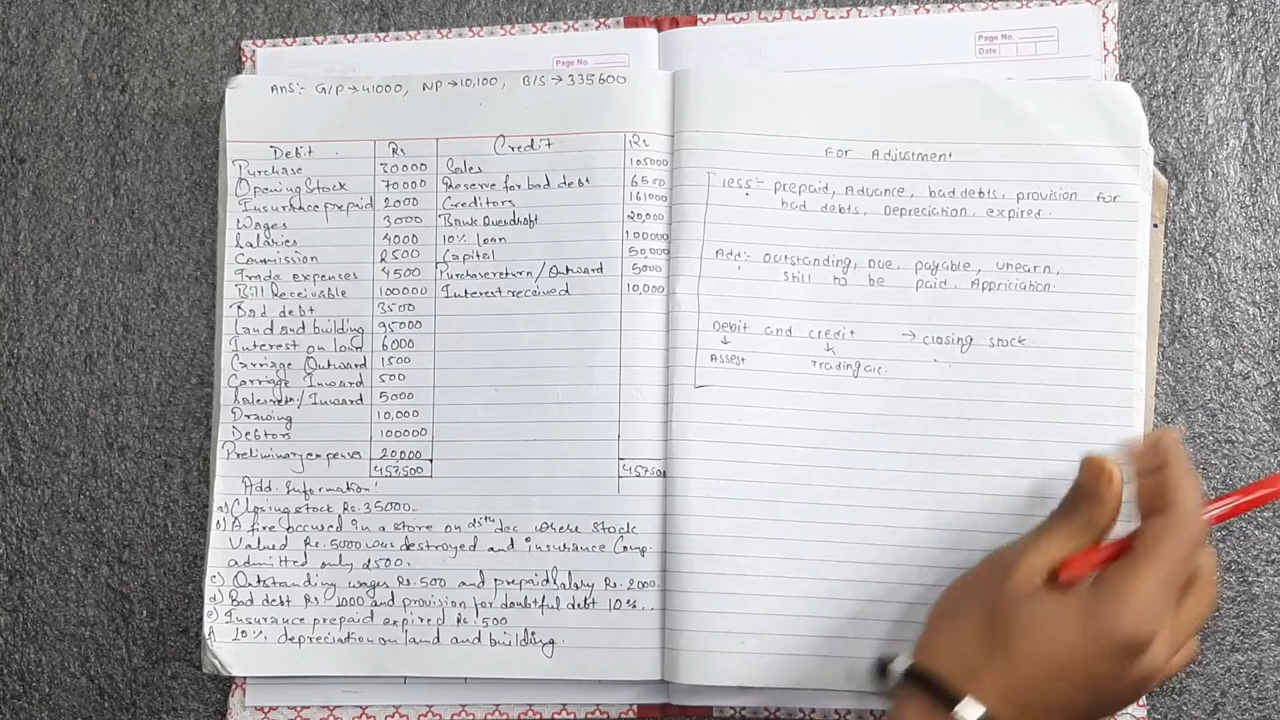 Page No.
Page No.
Date
Ans:- G/P → 41000, NP → 10,100, B/S → 335600
Debit Rs Credit Rs
Purchase 30000 Sales 105000
Opening Stock 70000 Reserve for bad debt 6500
Insurance prepaid 2000 Creditors 161000
Wages 3000 Bank Overdraft 20,000
Salaries 4000 10% loan 100000
Commission 2500 Capital 50,000
Trade expenses 4500 Purchase return / Outward 5000
Bill Receivable 100000 Interest received 10,000
Bad debt 3500
Land and building 95000
Interest on loan 6000
Carriage Outward 1500
Carriage Inward 500
Sales retn / Inward 5000
Drawing 10,000
Debtors 100000
Preliminary expenses 20,000
457,500 457500
Add. Information:
a) Closing stock Rs. 35000.
b) A fire occused in a store on 25th dec where stock
Valued Rs. 5000 was destroyed and insurance Comp.
admitted only 2500.
c) Outstanding wages Rs. 500 and prepaid Salary Rs. 2000.
d) Bad debt Rs. 1000 and provision for doubtful debt 10%.
e) Insurance prepaid expired Rs. 500
f) 20% depreciation on land and building.
For Adjustment
less:- prepaid, Advance, bad debts, provision for
bad debts, Depreciation, expired.
Add:- Outstanding, Due, payable, unearn,
still to be paid. Appriciation.
Debit and credit → closing stock
↓ ↓
Assest Trading a/c.